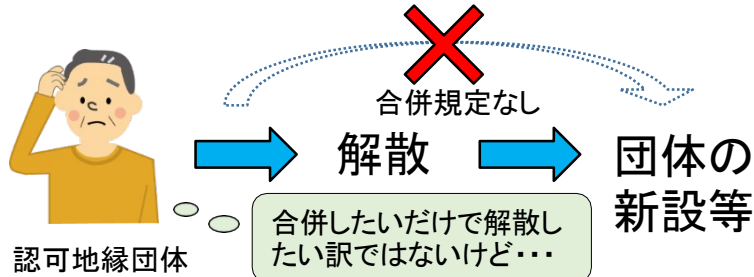 合併規定なし
解散
団体の
新設等
合併したいだけで解散し
たい訳ではないけど・・・
認可地縁団体